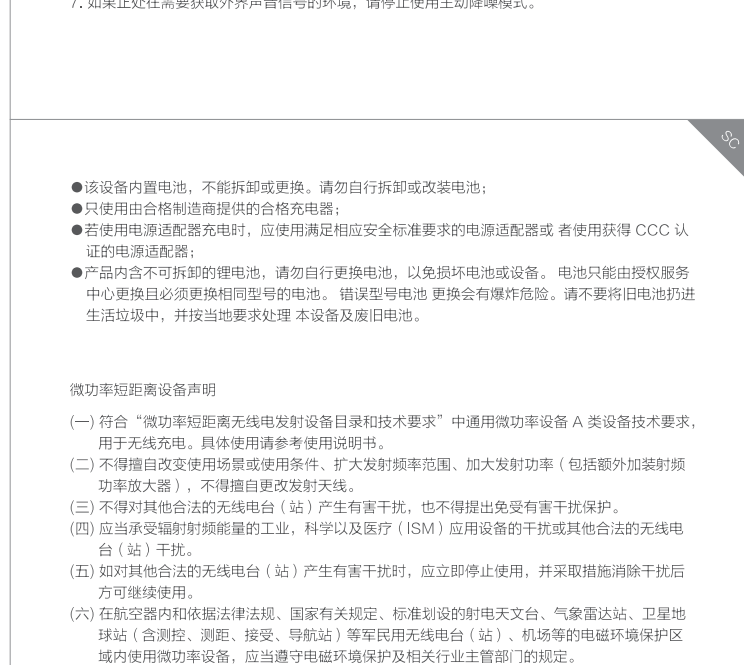 7. 如果正处在需要获取外界声音信号的环境，请停止使用主动降噪模式。
SC
●该设备内置电池，不能拆卸或更换。请勿自行拆卸或改装电池；
●只使用由合格制造商提供的合格充电器；
●若使用电源适配器充电时，应使用满足相应安全标准要求的电源适配器或 者使用获得 CCC 认
证的电源适配器；
●产品内含不可拆卸的锂电池，请勿自行更换电池，以免损坏电池或设备。 电池只能由授权服务
中心更换且必须更换相同型号的电池。 错误型号电池 更换会有爆炸危险。请不要将旧电池扔进
生活垃圾中，并按当地要求处理 本设备及废旧电池。
微功率短距离设备声明
(一) 符合“微功率短距离无线电发射设备目录和技术要求”中通用微功率设备 A 类设备技术要求，
用于无线充电。具体使用请参考使用说明书。
(二) 不得擅自改变使用场景或使用条件、扩大发射频率范围、加大发射功率（包括额外加装射频
功率放大器），不得擅自更改发射天线。
(三) 不得对其他合法的无线电台（站）产生有害干扰，也不得提出免受有害干扰保护。
(四) 应当承受辐射射频能量的工业，科学以及医疗（ISM）应用设备的干扰或其他合法的无线电
台（站）干扰。
(五) 如对其他合法的无线电台（站）产生有害干扰时，应立即停止使用，并采取措施消除干扰后
方可继续使用。
(六) 在航空器内和依据法律法规、国家有关规定、标准划设的射电天文台、气象雷达站、卫星地
球站（含测控、测距、接受、导航站）等军民用无线电台（站）、机场等的电磁环境保护区
域内使用微功率设备，应当遵守电磁环境保护及相关行业主管部门的规定。